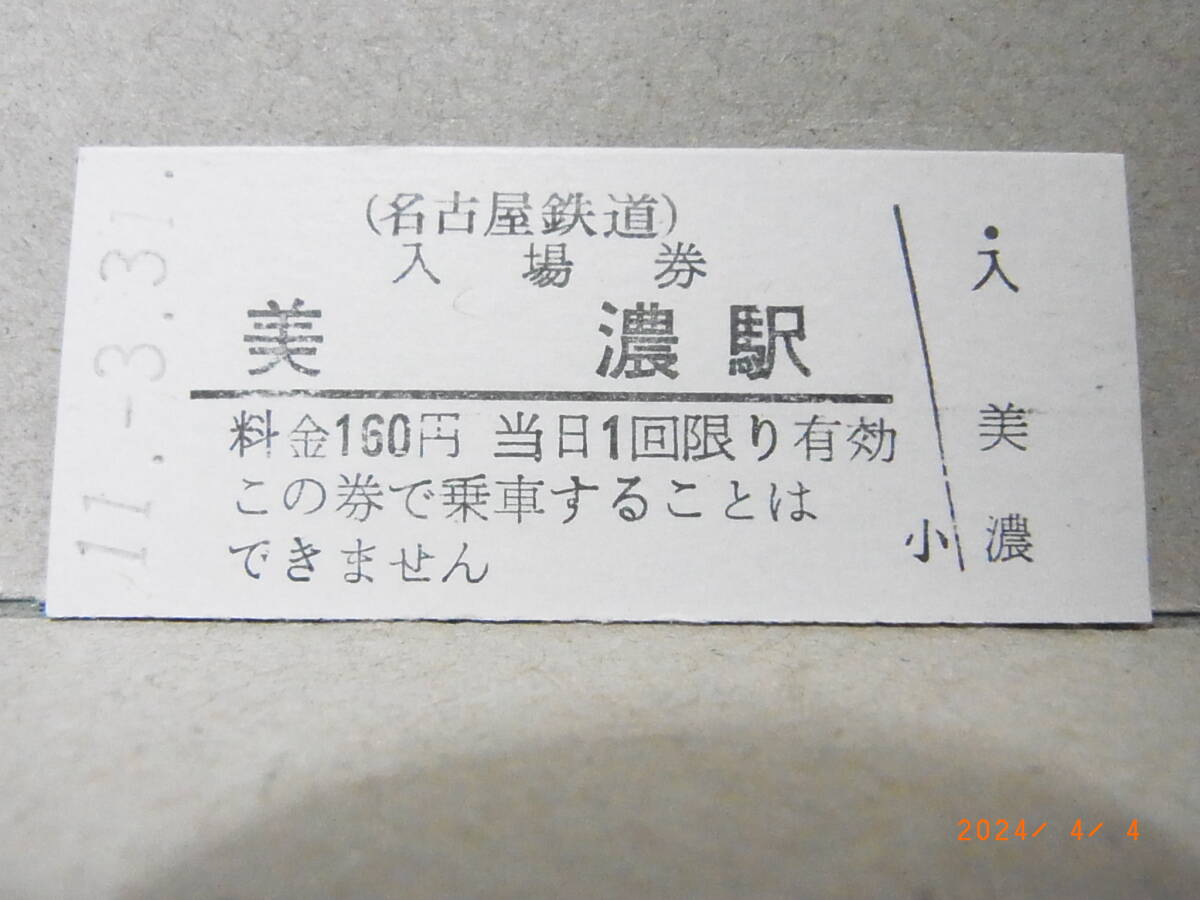 11.-3.31.
(名古屋鉄道)
入場券
美濃駅
料金160円 当日1回限り有効
この券で乗車することは
できません
入
美濃
小
2024/ 4/ 4